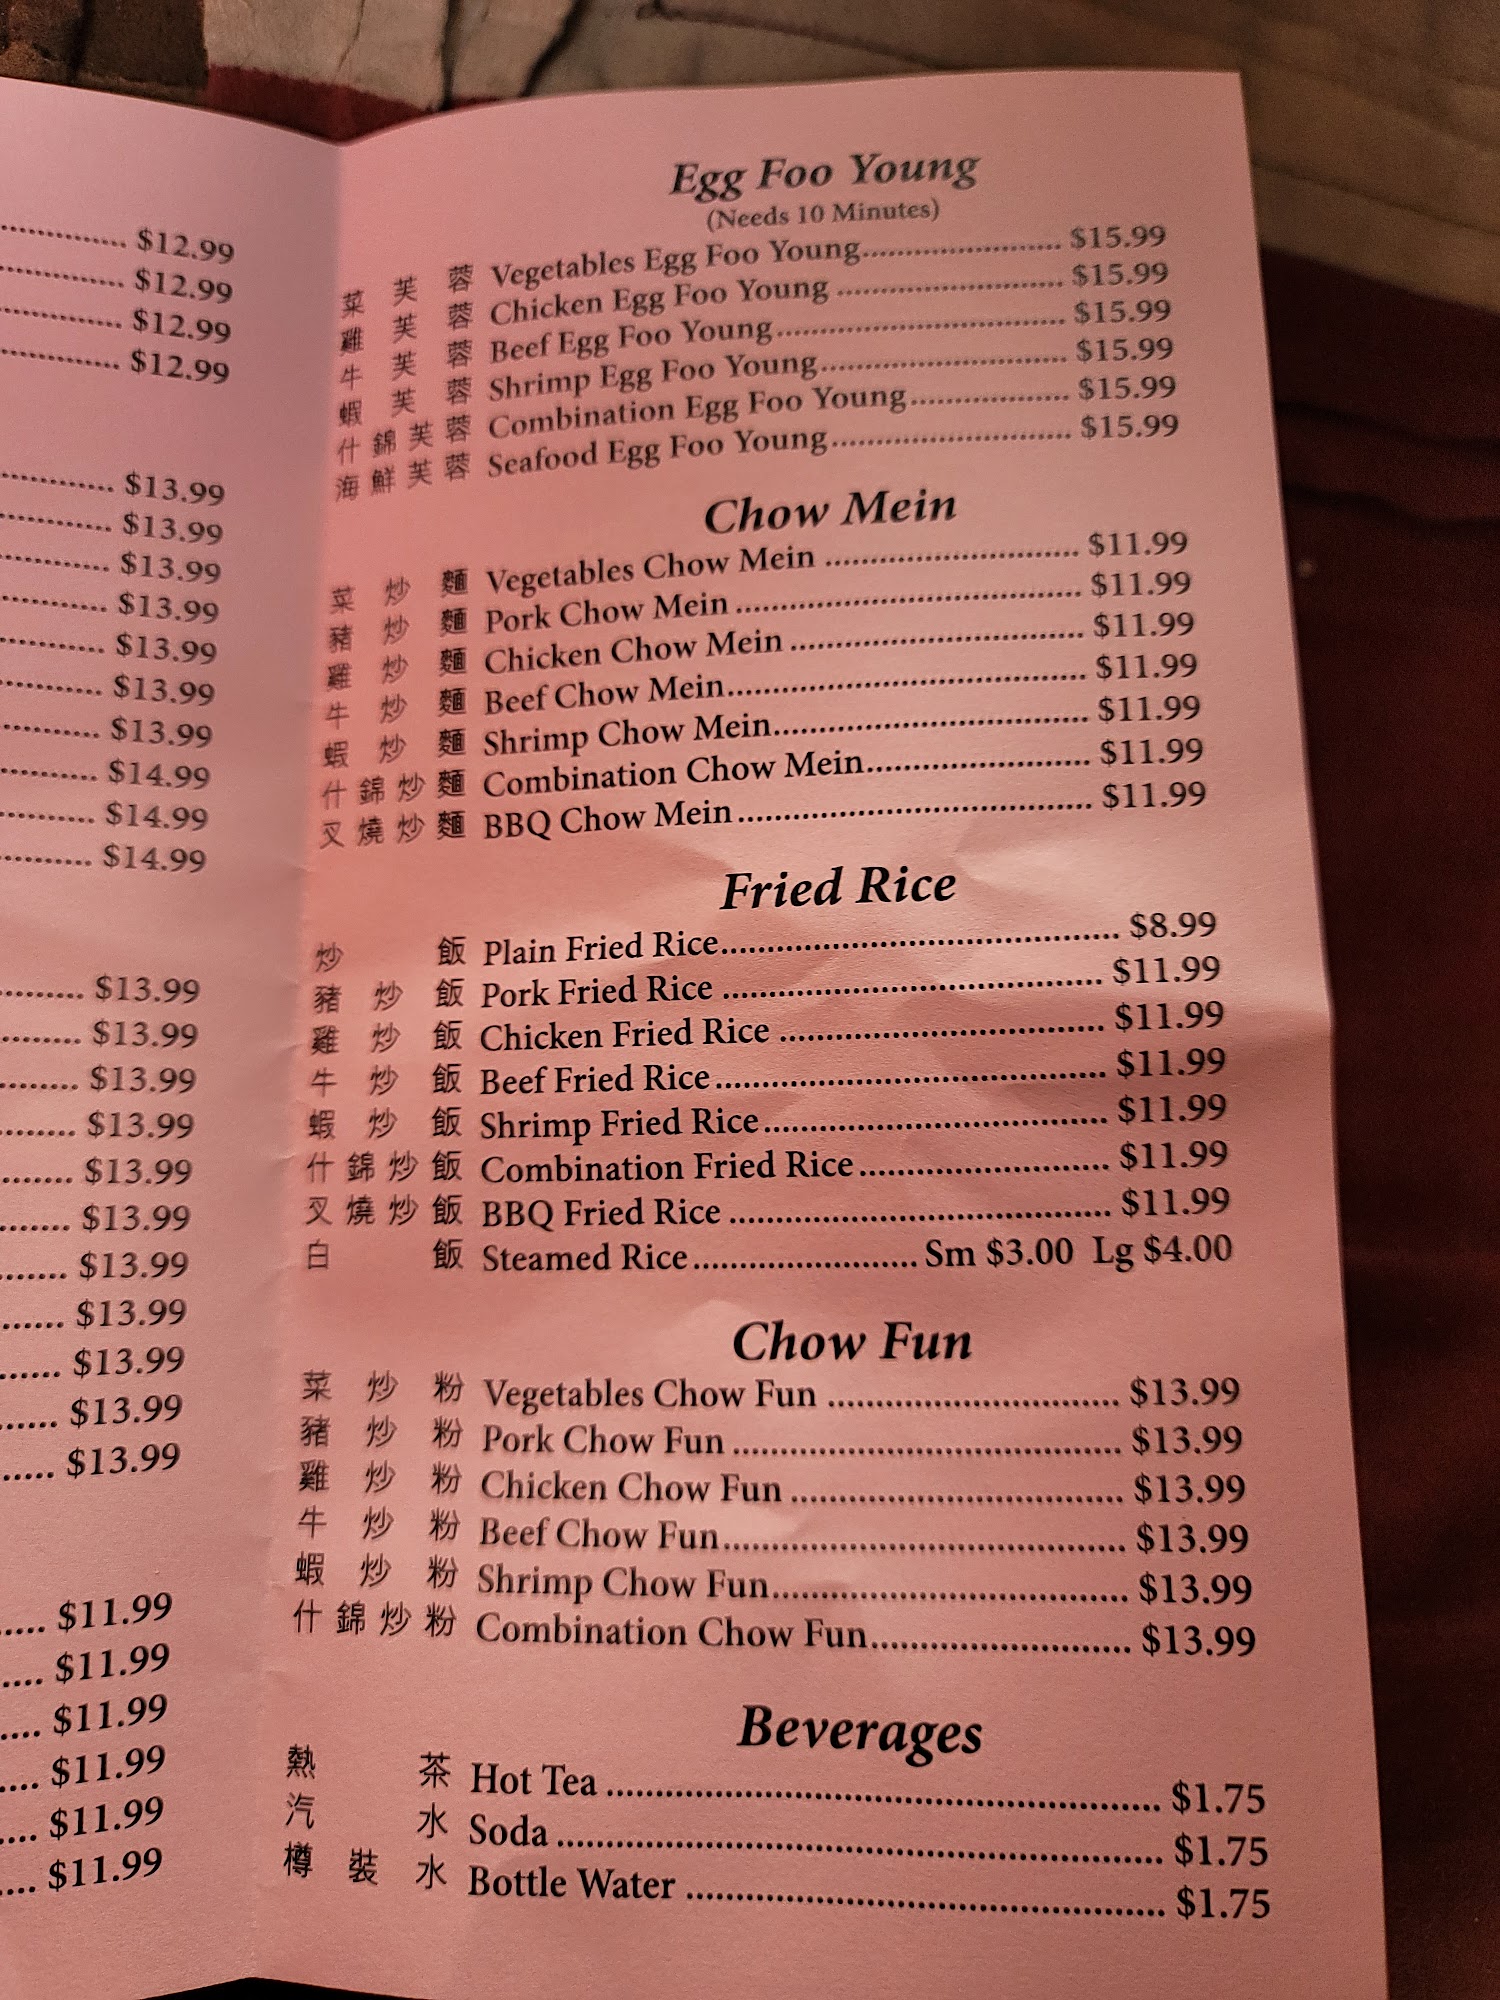 ............. $12.99
............. $12.99
............. $12.99
............. $12.99
............. $13.99
............. $13.99
............. $13.99
............. $13.99
............. $13.99
............. $13.99
............. $13.99
............. $14.99
............. $14.99
............. $14.99
............. $13.99
............. $13.99
............. $13.99
............. $13.99
............. $13.99
............. $13.99
............. $13.99
............. $13.99
............. $13.99
............. $13.99
............. $13.99
............. $11.99
............. $11.99
............. $11.99
............. $11.99
............. $11.99
............. $11.99
Egg Foo Young
(Needs 10 Minutes)
菜芙蓉 Vegetables Egg Foo Young ............. $15.99
雞芙蓉 Chicken Egg Foo Young ............. $15.99
牛芙蓉 Beef Egg Foo Young ............. $15.99
蝦芙蓉 Shrimp Egg Foo Young ............. $15.99
什錦芙蓉 Combination Egg Foo Young ............. $15.99
海鮮芙蓉 Seafood Egg Foo Young ............. $15.99
Chow Mein
菜炒麵 Vegetables Chow Mein ............. $11.99
豬炒麵 Pork Chow Mein ............. $11.99
雞炒麵 Chicken Chow Mein ............. $11.99
牛炒麵 Beef Chow Mein ............. $11.99
蝦炒麵 Shrimp Chow Mein ............. $11.99
什錦炒麵 Combination Chow Mein ............. $11.99
叉燒炒麵 BBQ Chow Mein ............. $11.99
Fried Rice
炒飯 Plain Fried Rice ............. $8.99
豬炒飯 Pork Fried Rice ............. $11.99
雞炒飯 Chicken Fried Rice ............. $11.99
牛炒飯 Beef Fried Rice ............. $11.99
蝦炒飯 Shrimp Fried Rice ............. $11.99
什錦炒飯 Combination Fried Rice ............. $11.99
叉燒炒飯 BBQ Fried Rice ............. $11.99
白飯 Steamed Rice ............. Sm $3.00 Lg $4.00
Chow Fun
菜炒粉 Vegetables Chow Fun ............. $13.99
豬炒粉 Pork Chow Fun ............. $13.99
雞炒粉 Chicken Chow Fun ............. $13.99
牛炒粉 Beef Chow Fun ............. $13.99
蝦炒粉 Shrimp Chow Fun ............. $13.99
什錦炒粉 Combination Chow Fun ............. $13.99
Beverages
熱茶 Hot Tea ............. $1.75
汽水 Soda ............. $1.75
樽裝水 Bottle Water ............. $1.75